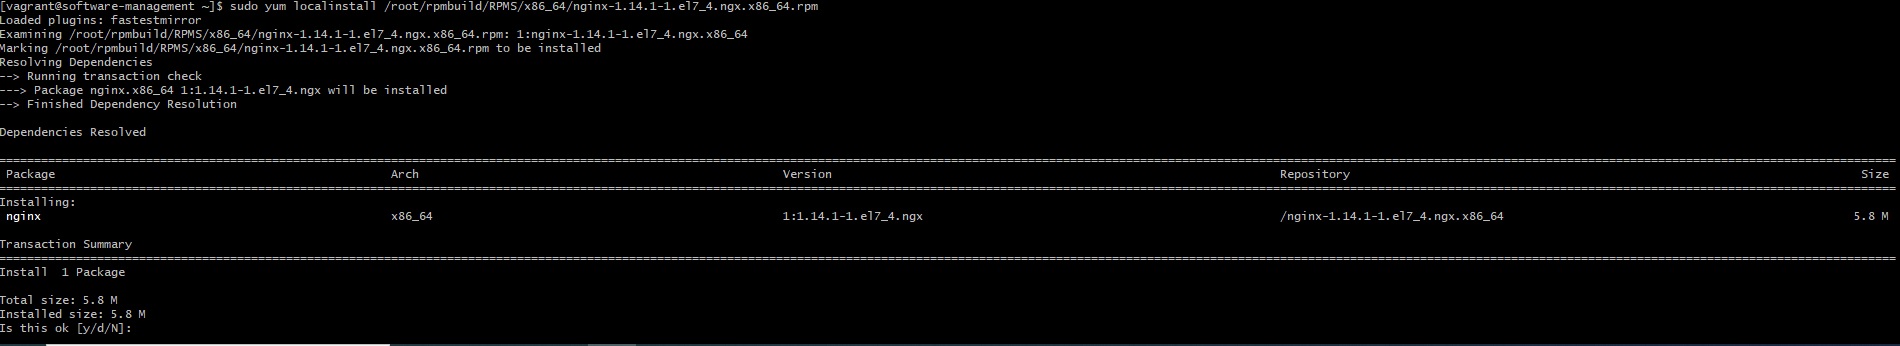 [vagrant@software-management ~]$ sudo yum localinstall /root/rpmbuild/RPMS/x86_64/nginx-1.14.1-1.el7_4.ngx.x86_64.rpm
Loaded plugins: fastestmirror
Examining /root/rpmbuild/RPMS/x86_64/nginx-1.14.1-1.el7_4.ngx.x86_64.rpm: 1:nginx-1.14.1-1.el7_4.ngx.x86_64
Marking /root/rpmbuild/RPMS/x86_64/nginx-1.14.1-1.el7_4.ngx.x86_64.rpm to be installed
Resolving Dependencies
--> Running transaction check
---> Package nginx.x86_64 1:1.14.1-1.el7_4.ngx will be installed
--> Finished Dependency Resolution
Dependencies Resolved
Package Arch Version Repository Size
Installing:
nginx x86_64 1:1.14.1-1.el7_4.ngx /nginx-1.14.1-1.el7_4.ngx.x86_64 5.8 M
Transaction Summary
Install 1 Package
Total size: 5.8 M
Installed size: 5.8 M
Is this ok [y/d/N]: